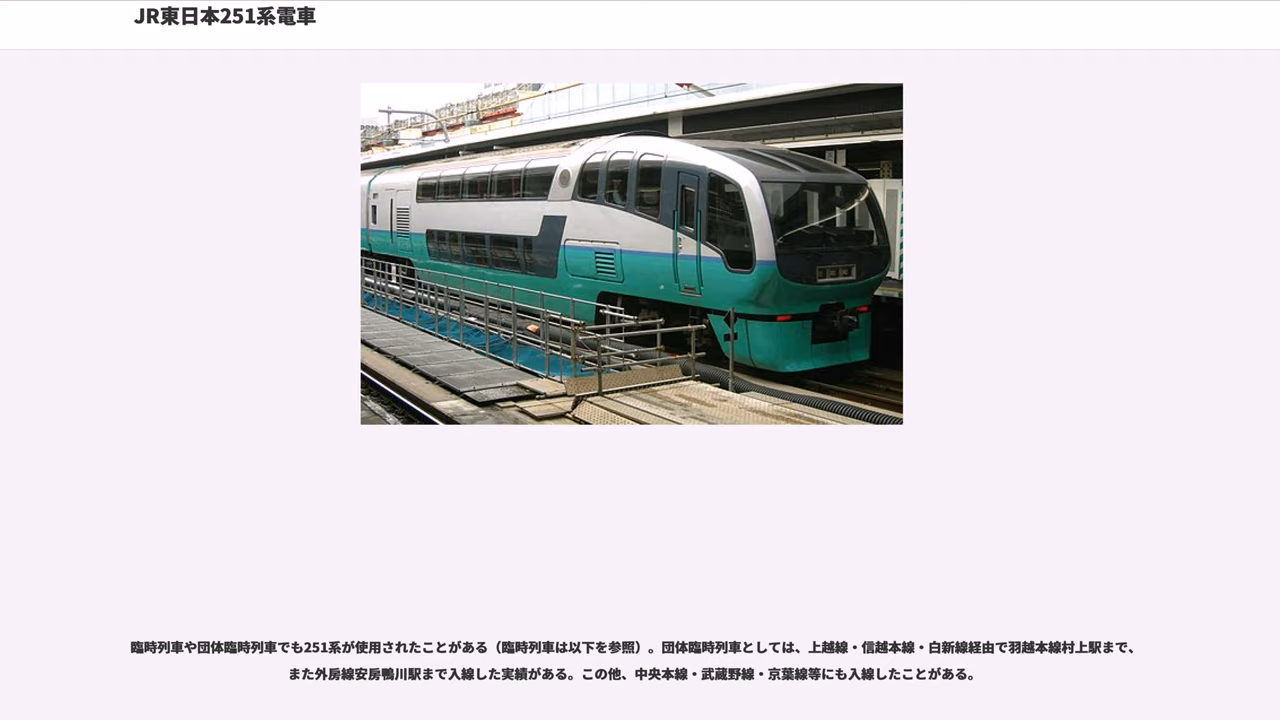 JR東日本251系電車
臨時列車や団体臨時列車でも251系が使用されたことがある（臨時列車は以下を参照）。団体臨時列車としては、上越線・信越本線・白新線経由で羽越本線村上駅まで、
また外房線安房鴨川駅まで入線した実績がある。この他、中央本線・武蔵野線・京葉線等にも入線したことがある。